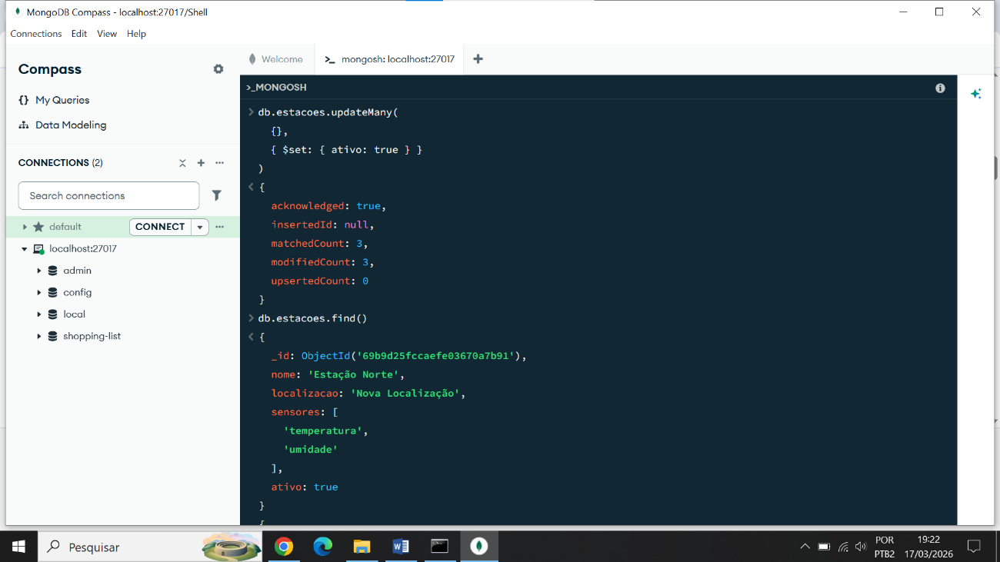 MongoDB Compass - localhost:27017/Shell
Connections Edit View Help
Compass
My Queries
Data Modeling
CONNECTIONS (2)
Search connections
default CONNECT
localhost:27017
admin
config
local
shopping-list
Welcome
>_ mongosh: localhost:27017
>_MONGOSH
> db.estacoes.updateMany(
{},
{ $set: { ativo: true } }
)
< {
acknowledged: true,
insertedId: null,
matchedCount: 3,
modifiedCount: 3,
upsertedCount: 0
}
> db.estacoes.find()
< {
_id: ObjectId('69b9d25fccaefe03670a7b91'),
nome: 'Estação Norte',
localizacao: 'Nova Localização',
sensores: [
'temperatura',
'umidade'
],
ativo: true
}
{
Pesquisar
POR
PTB2
19:22
17/03/2026